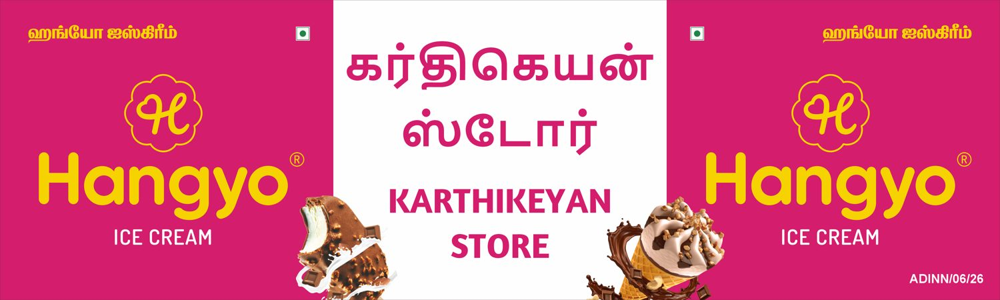 ஹங்யோ ஐஸ்கிரீம்
H
Hangyo®
ICE CREAM
கர்திகெயன்
ஸ்டோர்
KARTHIKEYAN
STORE
ஹங்யோ ஐஸ்கிரீம்
H
Hangyo®
ICE CREAM
ADINN/06/26